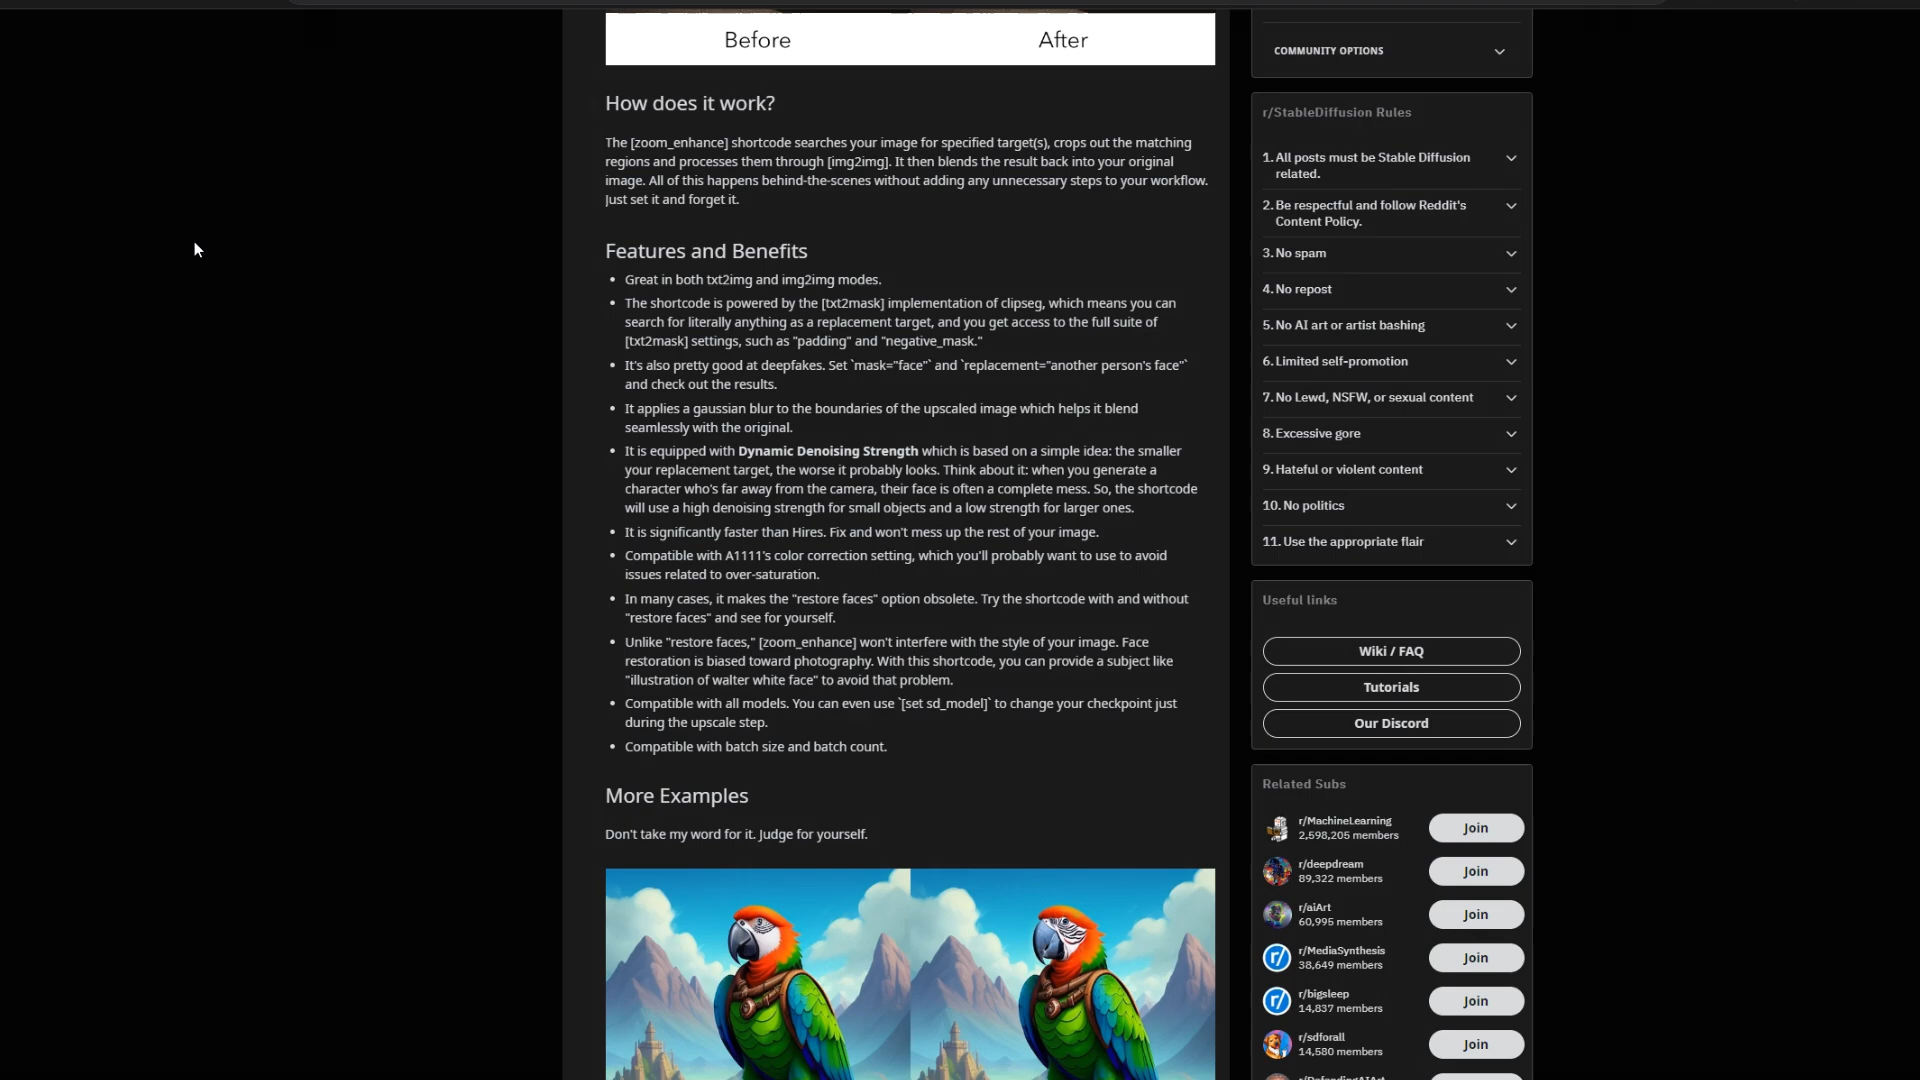 Before
After
How does it work?
The [zoom_enhance] shortcode searches your image for specified target(s), crops out the matching
regions and processes them through [img2img]. It then blends the result back into your original
image. All of this happens behind-the-scenes without adding any unnecessary steps to your workflow.
Just set it and forget it.
Features and Benefits
• Great in both txt2img and img2img modes.
• The shortcode is powered by the [txt2mask] implementation of clipseg, which means you can
search for literally anything as a replacement target, and you get access to the full suite of
[txt2mask] settings, such as "padding" and "negative_mask."
• It's also pretty good at deepfakes. Set `mask="face"` and `replacement="another person's face"`
and check out the results.
• It applies a gaussian blur to the boundaries of the upscaled image which helps it blend
seamlessly with the original.
• It is equipped with Dynamic Denoising Strength which is based on a simple idea: the smaller
your replacement target, the worse it probably looks. Think about it: when you generate a
character who's far away from the camera, their face is often a complete mess. So, the shortcode
will use a high denoising strength for small objects and a low strength for larger ones.
• It is significantly faster than Hires. Fix and won't mess up the rest of your image.
• Compatible with A1111's color correction setting, which you'll probably want to use to avoid
issues related to over-saturation.
• In many cases, it makes the "restore faces" option obsolete. Try the shortcode with and without
"restore faces" and see for yourself.
• Unlike "restore faces," [zoom_enhance] won't interfere with the style of your image. Face
restoration is biased toward photography. With this shortcode, you can provide a subject like
"illustration of walter white face" to avoid that problem.
• Compatible with all models. You can even use `[set sd_model]` to change your checkpoint just
during the upscale step.
• Compatible with batch size and batch count.
More Examples
Don't take my word for it. Judge for yourself.
COMMUNITY OPTIONS
r/StableDiffusion Rules
1. All posts must be Stable Diffusion
related.
2. Be respectful and follow Reddit's
Content Policy.
3. No spam
4. No repost
5. No AI art or artist bashing
6. Limited self-promotion
7. No Lewd, NSFW, or sexual content
8. Excessive gore
9. Hateful or violent content
10. No politics
11. Use the appropriate flair
Useful links
Wiki / FAQ
Tutorials
Our Discord
Related Subs
r/MachineLearning
2,598,205 members
Join
r/deepdream
89,322 members
Join
r/aiArt
60,995 members
Join
r/MediaSynthesis
38,649 members
Join
r/bigsleep
14,837 members
Join
r/sdforall
14,580 members
Join